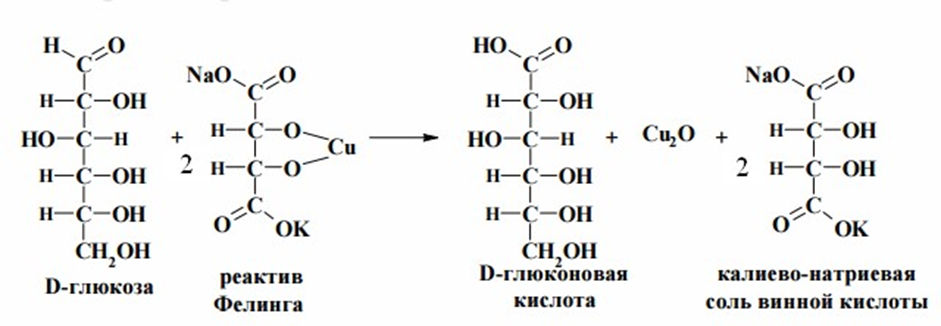 H O
C
H–C–OH
HO–C–H
H–C–OH
H–C–OH
CH₂OH
D-глюкоза
+
2
NaO O
C
H–C–O
Cu
H–C–O
C
O OK
реактив
Фелинга
HO O
C
H–C–OH
HO–C–H
H–C–OH
H–C–OH
CH₂OH
D-глюконовая
кислота
+ Cu₂O +
2
NaO O
C
H–C–OH
H–C–OH
C
O OK
калиево-натриевая
соль винной кислоты